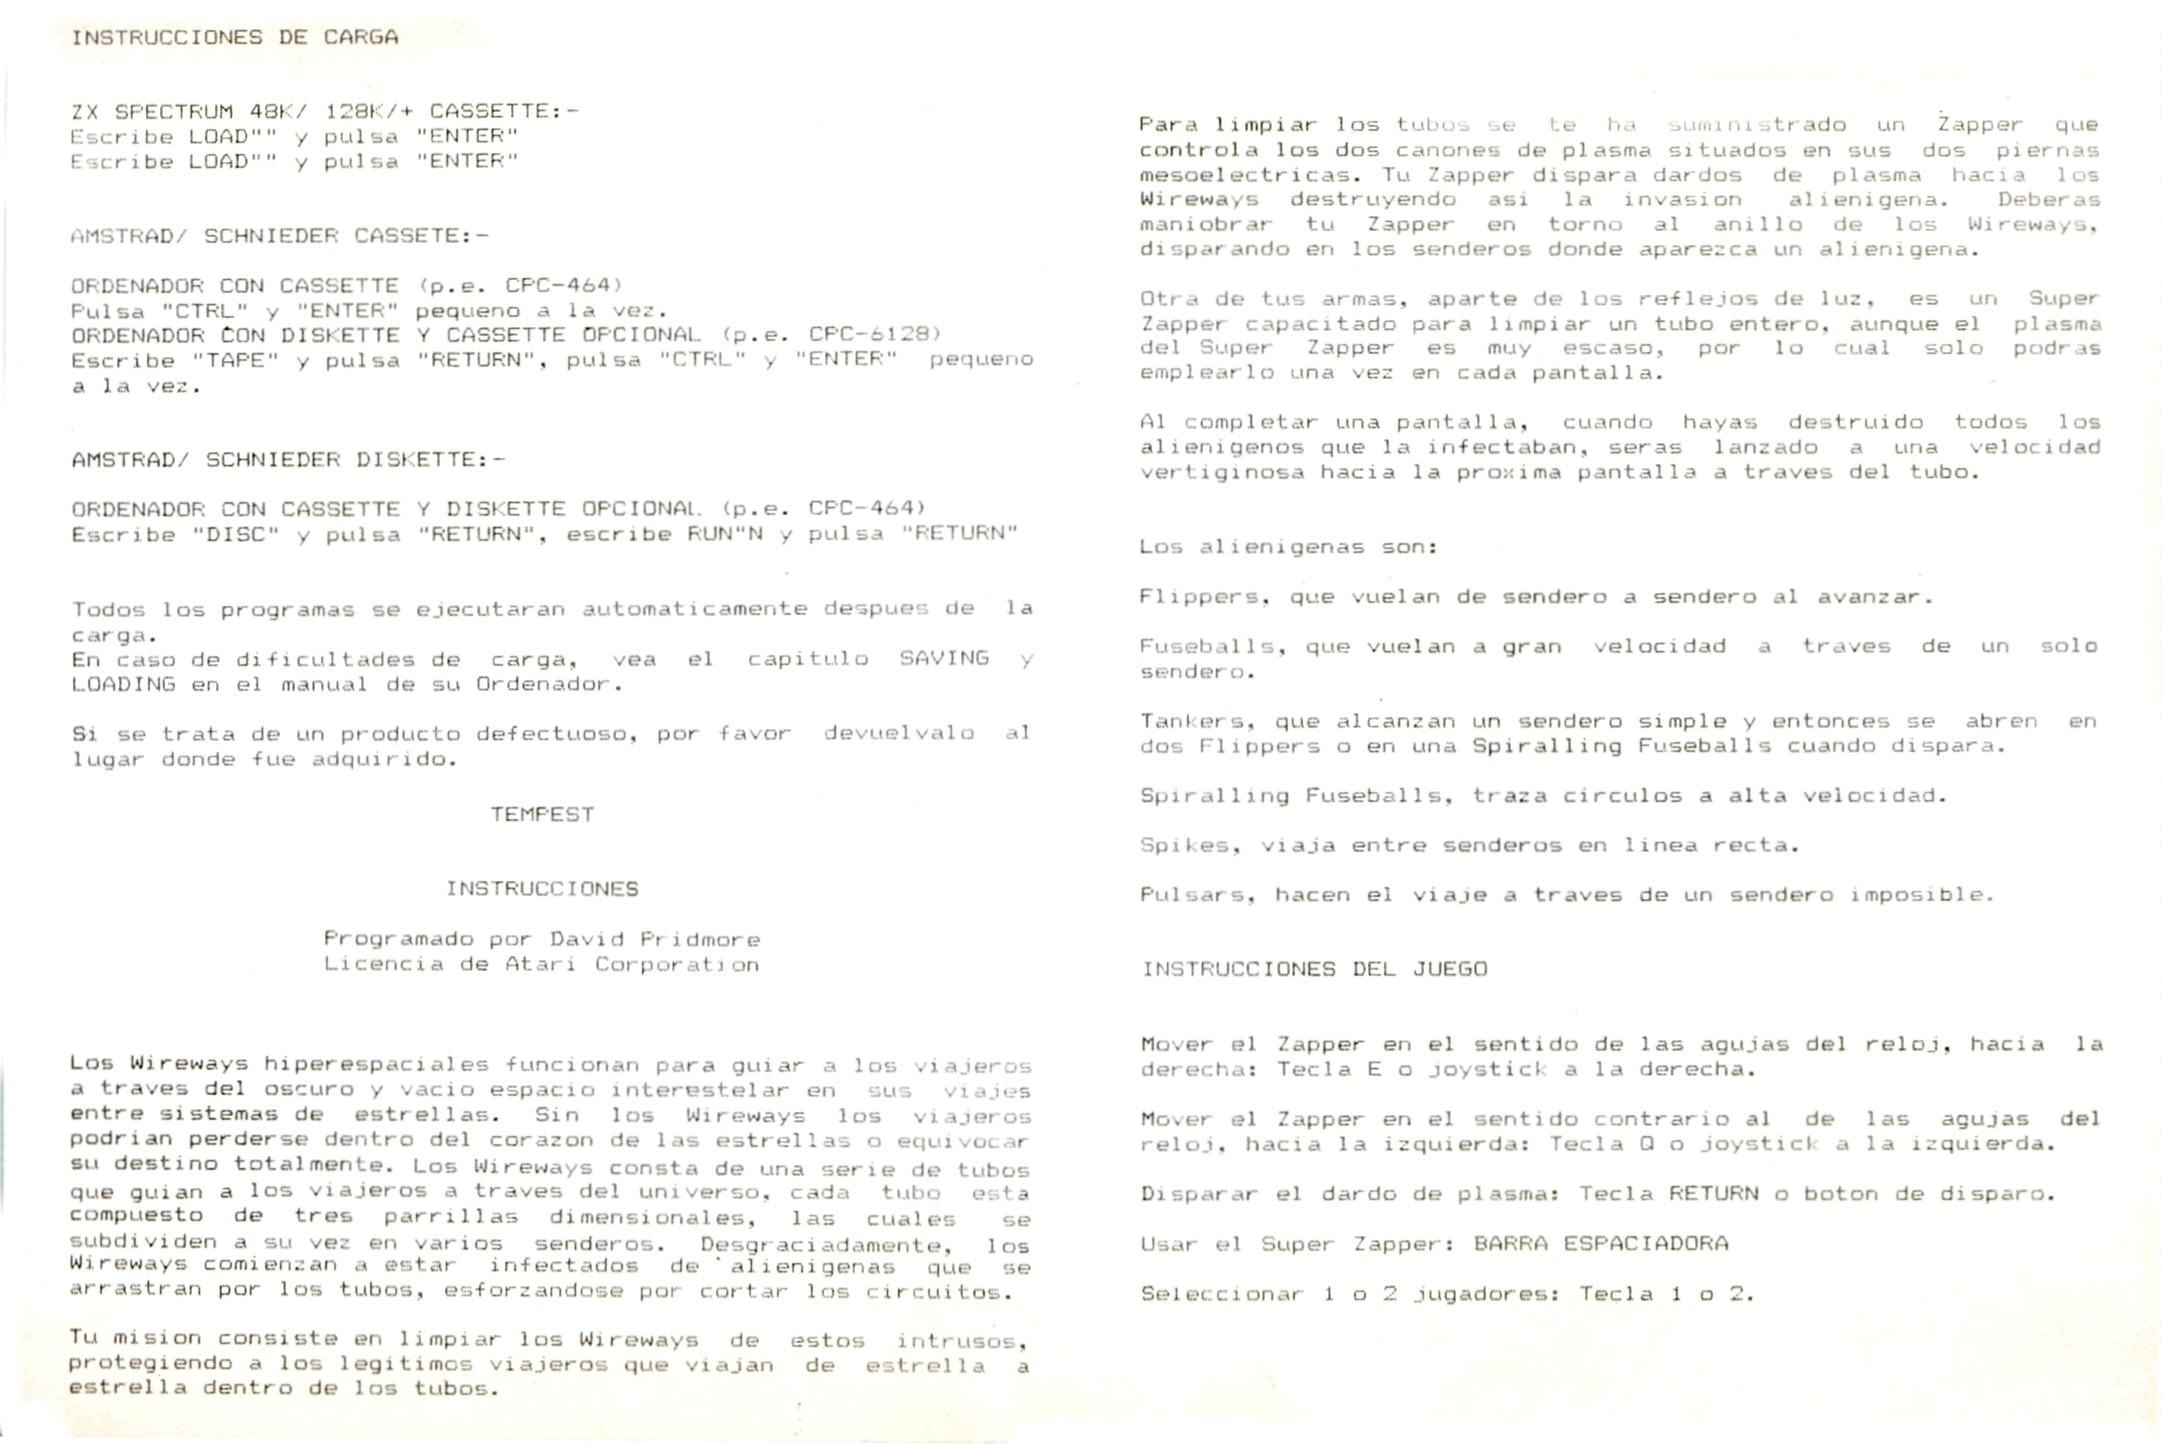 INSTRUCCIONES DE CARGA
ZX SPECTRUM 48K/ 128K/+ CASSETTE:-
Escribe LOAD"" y pulsa "ENTER"
Escribe LOAD"" y pulsa "ENTER"
AMSTRAD/ SCHNIEDER CASSETE:-
ORDENADOR CON CASSETTE (p.e. CPC-464)
Pulsa "CTRL" y "ENTER" pequeno a la vez.
ORDENADOR CON DISKETTE Y CASSETTE OPCIONAL (p.e. CPC-6128)
Escribe "TAPE" y pulsa "RETURN", pulsa "CTRL" y "ENTER" pequeno
a la vez.
AMSTRAD/ SCHNIEDER DISKETTE:-
ORDENADOR CON CASSETTE Y DISKETTE OPCIONAL (p.e. CPC-464)
Escribe "DISC" y pulsa "RETURN", escribe RUN"N y pulsa "RETURN"
Todos los programas se ejecutaran automaticamente despues de la
carga.
En caso de dificultades de carga, vea el capitulo SAVING y
LOADING en el manual de su Ordenador.
Si se trata de un producto defectuoso, por favor devuelvalo al
lugar donde fue adquirido.
TEMPEST
INSTRUCCIONES
Programado por David Pridmore
Licencia de Atari Corporation
Los Wireways hiperespaciales funcionan para guiar a los viajeros
a traves del oscuro y vacio espacio interestelar en sus viajes
entre sistemas de estrellas. Sin los Wireways los viajeros
podrian perderse dentro del corazon de las estrellas o equivocar
su destino totalmente. Los Wireways consta de una serie de tubos
que guian a los viajeros a traves del universo, cada tubo esta
compuesto de tres parrillas dimensionales, las cuales se
subdividen a su vez en varios senderos. Desgraciadamente, los
Wireways comienzan a estar infectados de alienigenas que se
arrastran por los tubos, esforzandose por cortar los circuitos.
Tu mision consiste en limpiar los Wireways de estos intrusos,
protegiendo a los legitimos viajeros que viajan de estrella a
estrella dentro de los tubos.
Para limpiar los tubos se te ha suministrado un Zapper que
controla los dos canones de plasma situados en sus dos piernas
mesoelectricas. Tu Zapper dispara dardos de plasma hacia los
Wireways destruyendo asi la invasion alienigena. Deberas
maniobrar tu Zapper en torno al anillo de los Wireways,
disparando en los senderos donde aparezca un alienigena.
Otra de tus armas, aparte de los reflejos de luz, es un Super
Zapper capacitado para limpiar un tubo entero, aunque el plasma
del Super Zapper es muy escaso, por lo cual solo podras
emplearlo una vez en cada pantalla.
Al completar una pantalla, cuando hayas destruido todos los
alienigenos que la infectaban, seras lanzado a una velocidad
vertiginosa hacia la proxima pantalla a traves del tubo.
Los alienigenas son:
Flippers, que vuelan de sendero a sendero al avanzar.
Fuseballs, que vuelan a gran velocidad a traves de un solo
sendero.
Tankers, que alcanzan un sendero simple y entonces se abren en
dos Flippers o en una Spiralling Fuseballs cuando dispara.
Spiralling Fuseballs, traza circulos a alta velocidad.
Spikes, viaja entre senderos en linea recta.
Pulsars, hacen el viaje a traves de un sendero imposible.
INSTRUCCIONES DEL JUEGO
Mover el Zapper en el sentido de las agujas del reloj, hacia la
derecha: Tecla E o joystick a la derecha.
Mover el Zapper en el sentido contrario al de las agujas del
reloj, hacia la izquierda: Tecla Q o joystick a la izquierda.
Disparar el dardo de plasma: Tecla RETURN o boton de disparo.
Usar el Super Zapper: BARRA ESPACIADORA
Seleccionar 1 o 2 jugadores: Tecla 1 o 2.